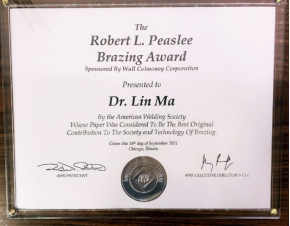 The
Robert L. Peaslee
Brazing Award
Sponsored By Wall Colmonoy Corporation
Presented to
Dr. Lin Ma
By the American Welding Society
Whose Paper Was Considered To Be The Best Original
Contribution To The Society and Technology Of Brazing.
Given this 14th day of September 2021
Chicago, Illinois
AWS PRESIDENT
AWS EXECUTIVE DIRECTOR